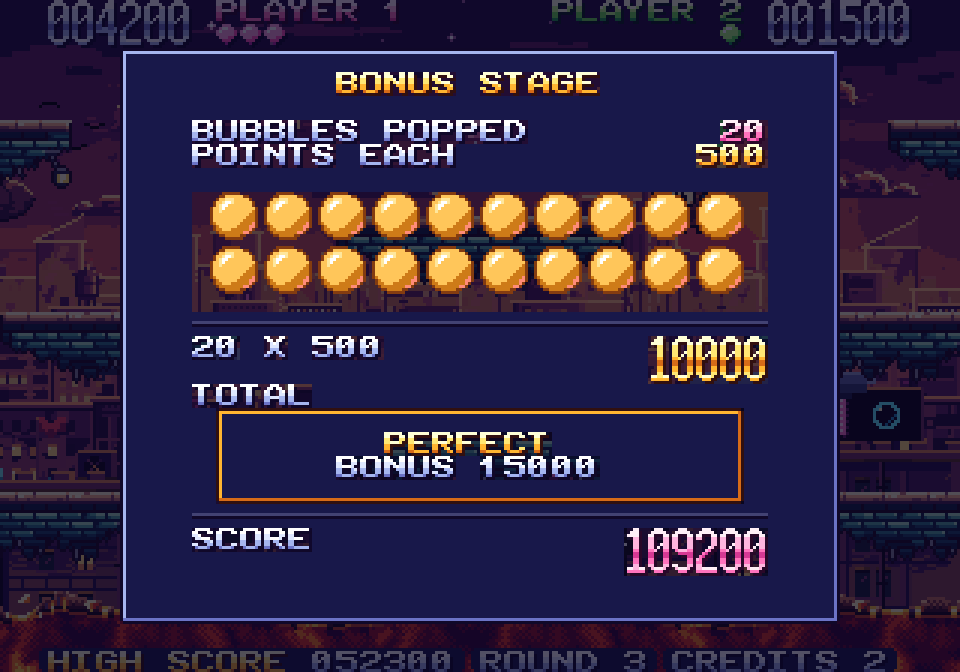 004200 PLAYER 1 PLAYER 2 001500
BONUS STAGE
BUBBLES POPPED 20
POINTS EACH 500
20 X 500 10000
TOTAL
PERFECT
BONUS 15000
SCORE 109200
HIGH SCORE 052300 ROUND 3 CREDITS 2